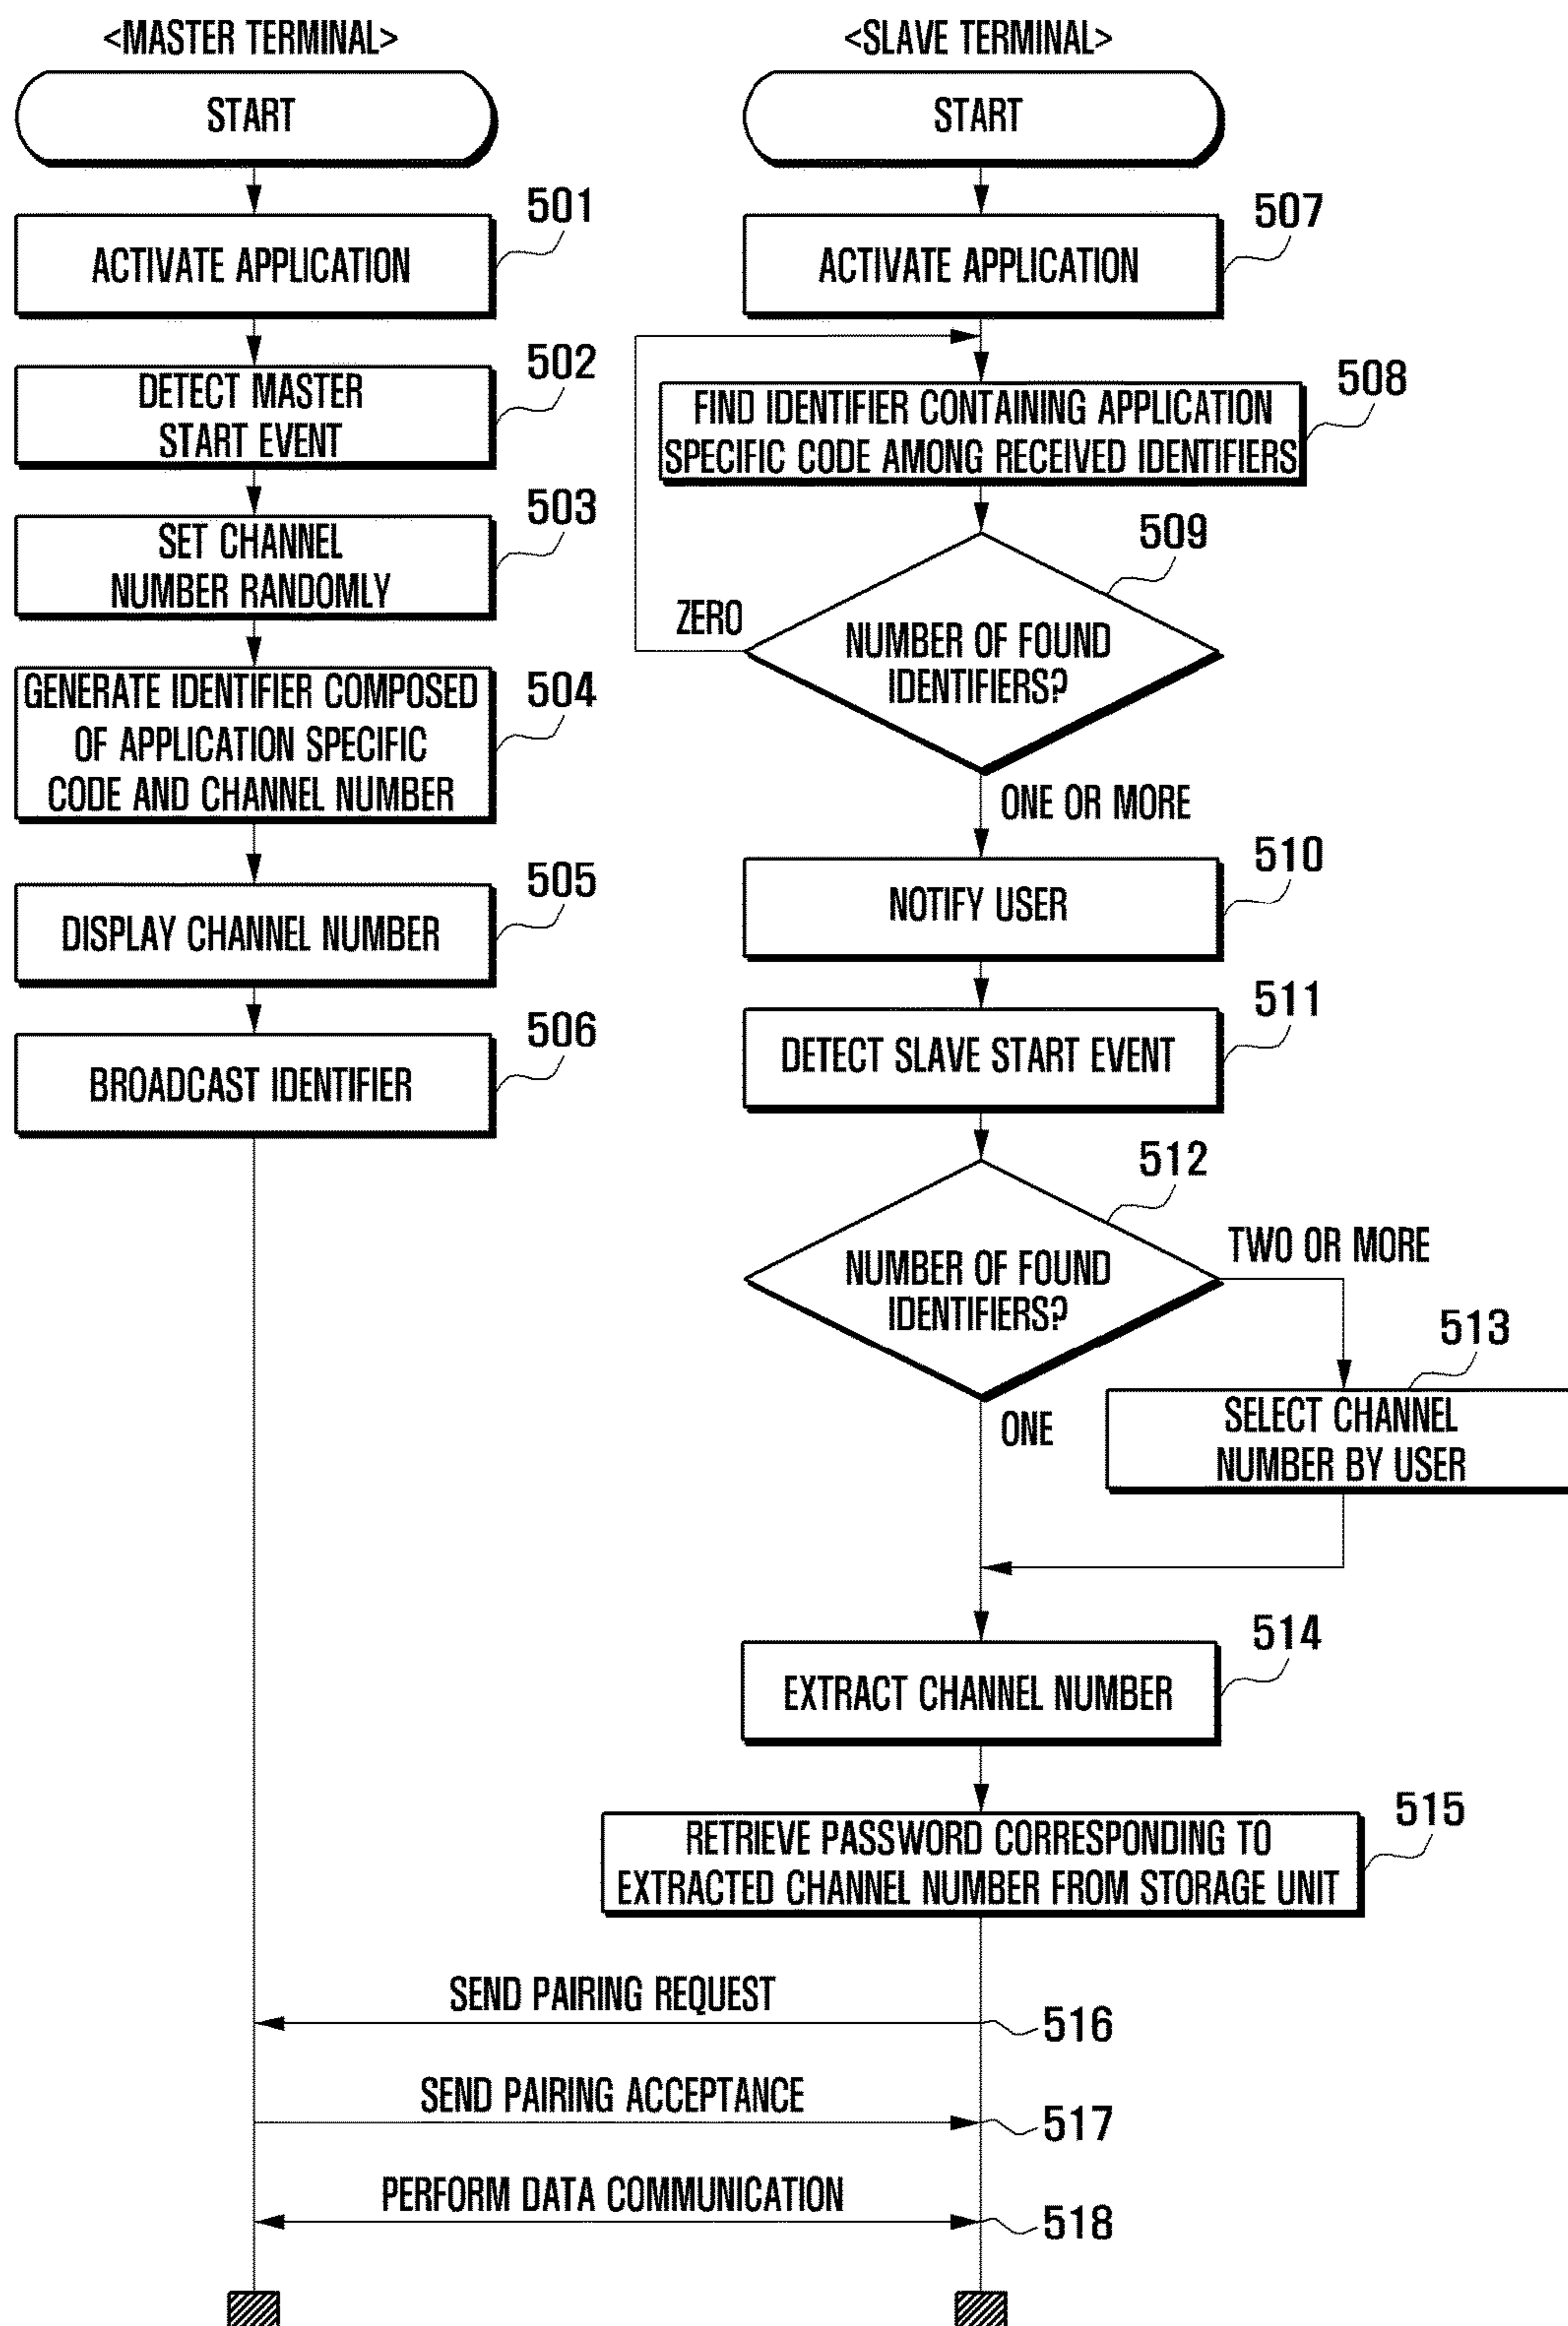 <MASTER TERMINAL>
START
501
ACTIVATE APPLICATION
502
DETECT MASTER
START EVENT
503
SET CHANNEL
NUMBER RANDOMLY
504
GENERATE IDENTIFIER COMPOSED
OF APPLICATION SPECIFIC
CODE AND CHANNEL NUMBER
505
DISPLAY CHANNEL NUMBER
506
BROADCAST IDENTIFIER
<SLAVE TERMINAL>
START
507
ACTIVATE APPLICATION
508
FIND IDENTIFIER CONTAINING APPLICATION
SPECIFIC CODE AMONG RECEIVED IDENTIFIERS
509
ZERO
NUMBER OF FOUND
IDENTIFIERS?
ONE OR MORE
510
NOTIFY USER
511
DETECT SLAVE START EVENT
512
TWO OR MORE
NUMBER OF FOUND
IDENTIFIERS?
513
ONE
SELECT CHANNEL
NUMBER BY USER
514
EXTRACT CHANNEL NUMBER
515
RETRIEVE PASSWORD CORRESPONDING TO
EXTRACTED CHANNEL NUMBER FROM STORAGE UNIT
SEND PAIRING REQUEST
516
SEND PAIRING ACCEPTANCE
517
PERFORM DATA COMMUNICATION
518